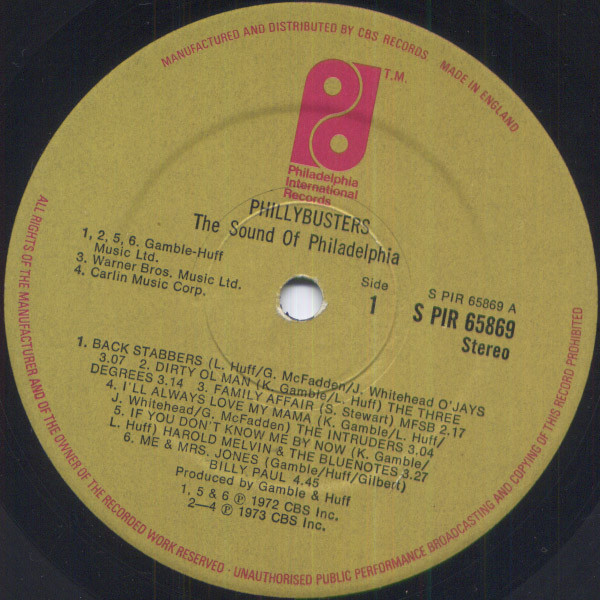 MANUFACTURED AND DISTRIBUTED BY CBS RECORDS
MADE IN ENGLAND
T.M.
Philadelphia
International
Records
PHILLYBUSTERS
The Sound Of Philadelphia
1, 2, 5, 6. Gamble-Huff
Music Ltd.
3. Warner Bros. Music Ltd.
4. Carlin Music Corp.
Side
1
S PIR 65869 A
S PIR 65869
Stereo
1. BACK STABBERS (L. Huff/G. McFadden/J. Whitehead O'JAYS
3.07 2. DIRTY OL MAN (K. Gamble/L. Huff) THE THREE
DEGREES 3.14 3. FAMILY AFFAIR (S. Stewart) MFSB 2.17
4. I'LL ALWAYS LOVE MY MAMA (K. Gamble/L. Huff/
J. Whitehead/G. McFadden) THE INTRUDERS 3.04
5. IF YOU DON'T KNOW ME BY NOW (K. Gamble/
L. Huff) HAROLD MELVIN & THE BLUENOTES 3.27
6. ME & MRS. JONES (Gamble/Huff/Gilbert)
BILLY PAUL 4.45
Produced by Gamble & Huff
1, 5 & 6 ℗ 1972 CBS Inc.
2—4 ℗ 1973 CBS Inc.
ALL RIGHTS OF THE MANUFACTURER AND OF THE OWNER OF THE RECORDED WORK RESERVED - UNAUTHORISED PUBLIC PERFORMANCE BROADCASTING AND COPYING OF THIS RECORD PROHIBITED